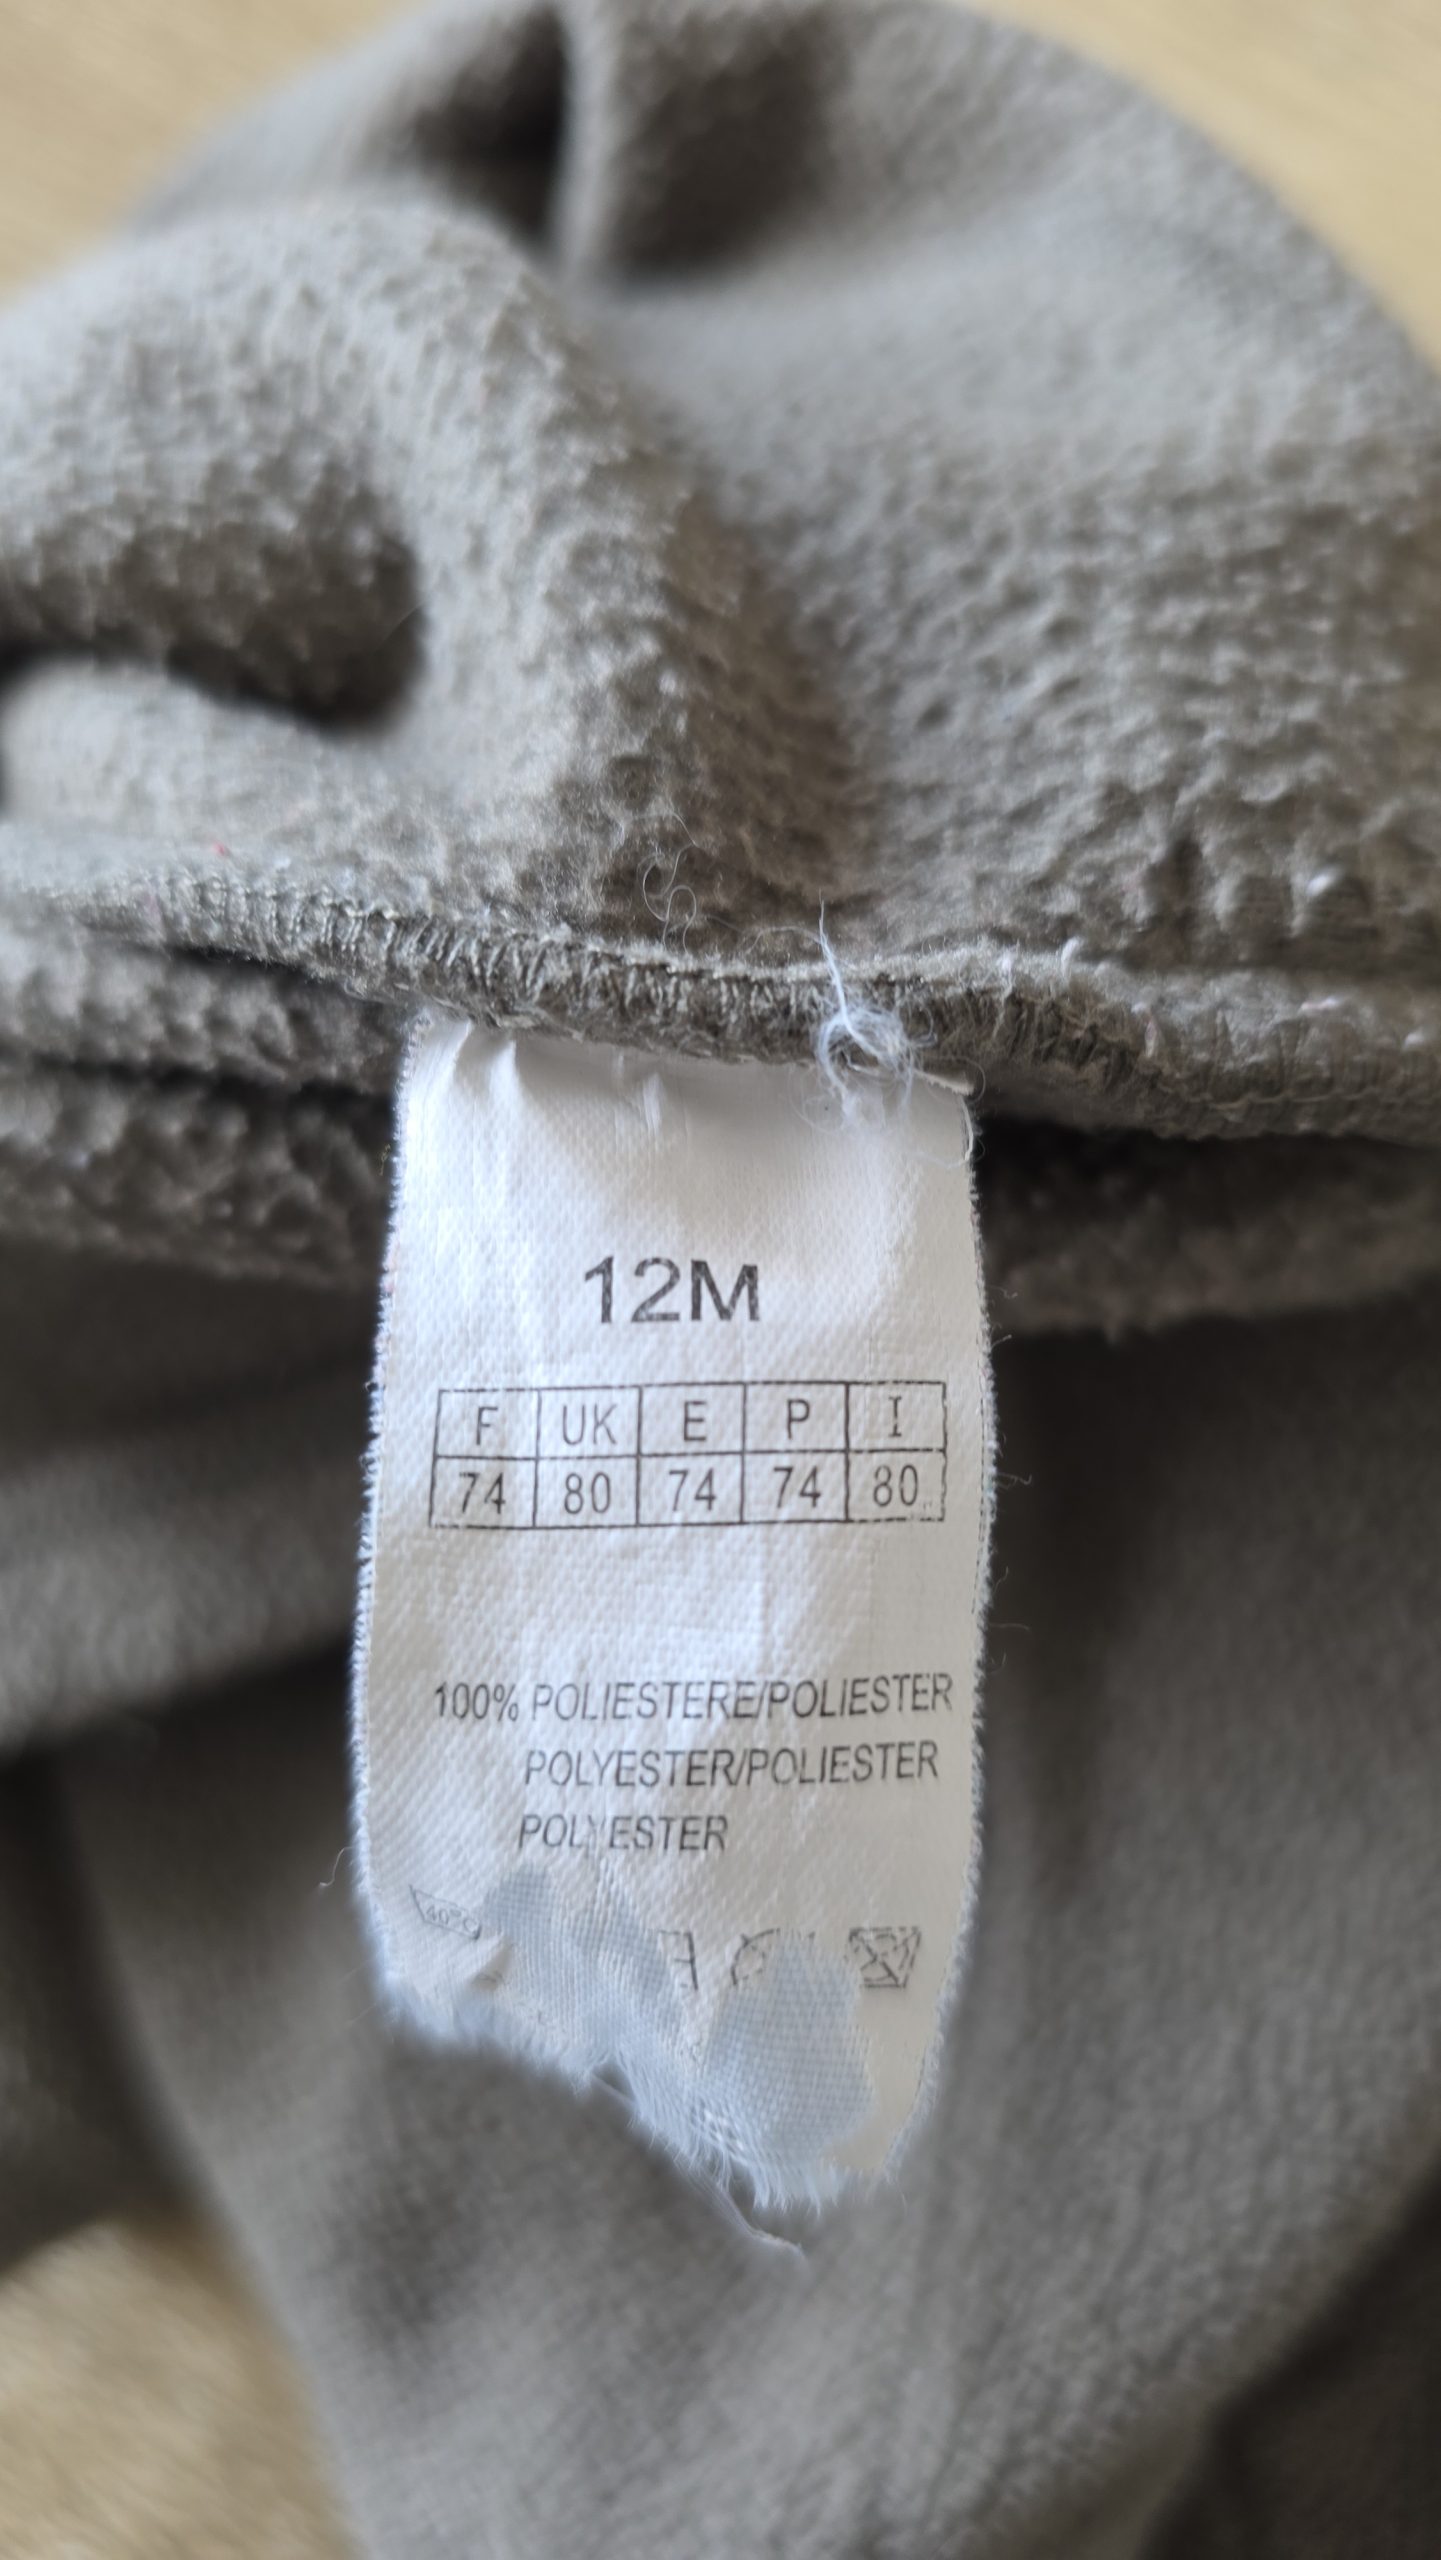 12M
F UK E P I
74 80 74 74 80
100% POLIESTERE/POLIESTER
POLYESTER/POLIESTER
POLYESTER
40°C